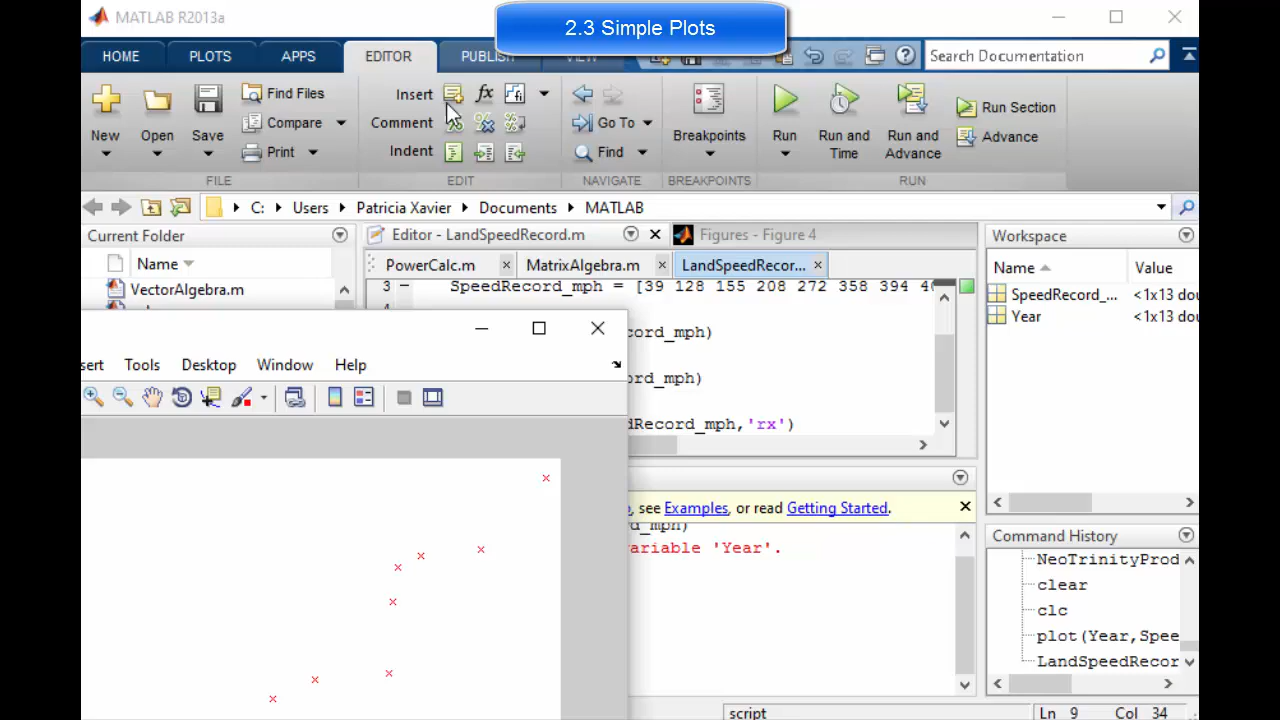 MATLAB R2013a
2.3 Simple Plots
HOME PLOTS APPS EDITOR PUBLISH VIEW Search Documentation
Find Files Insert fx Run Section
Compare Comment Go To Advance
New Open Save Print Indent Find Breakpoints Run Run and Time Run and Advance
FILE EDIT NAVIGATE BREAKPOINTS RUN
C: Users Patricia Xavier Documents MATLAB
Current Folder Editor - LandSpeedRecord.m Figures - Figure 4 Workspace
Name PowerCalc.m MatrixAlgebra.m LandSpeedRecor... Name Value
VectorAlgebra.m 3 SpeedRecord_mph = [39 128 155 208 272 358 394 SpeedRecord_... <1x13 dou
Year <1x13 dou
ord_mph)
sert Tools Desktop Window Help
rd_mph)
dRecord_mph,'rx')
, see Examples, or read Getting Started.
ord_mph)
variable 'Year'.
Command History
NeoTrinityProd
clear
clc
plot(Year,Spee
LandSpeedRecor
script Ln 9 Col 34